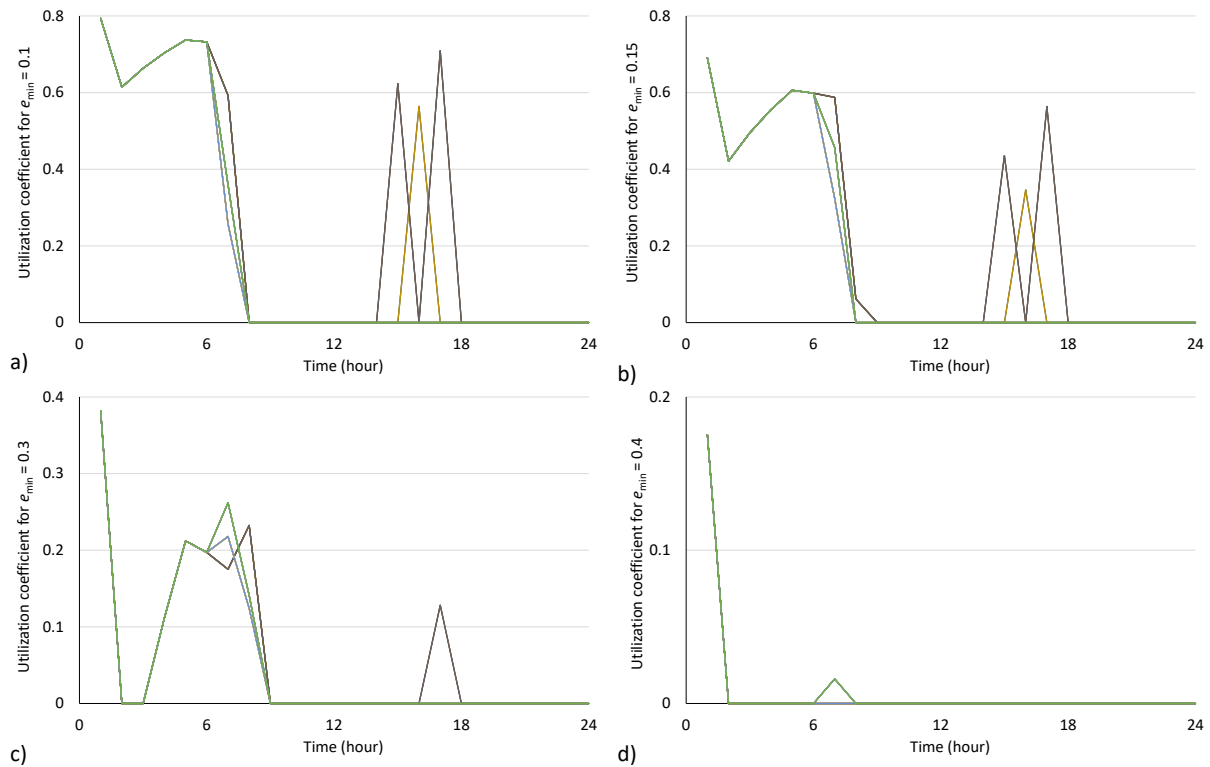 Utilization coefficient for e_min = 0.1
0.8
0.6
0.4
0.2
0
0 6 12 18 24
Time (hour)
a)
Utilization coefficient for e_min = 0.15
0.8
0.6
0.4
0.2
0
0 6 12 18 24
Time (hour)
b)
Utilization coefficient for e_min = 0.3
0.4
0.3
0.2
0.1
0
0 6 12 18 24
Time (hour)
c)
Utilization coefficient for e_min = 0.4
0.2
0.1
0
0 6 12 18 24
Time (hour)
d)